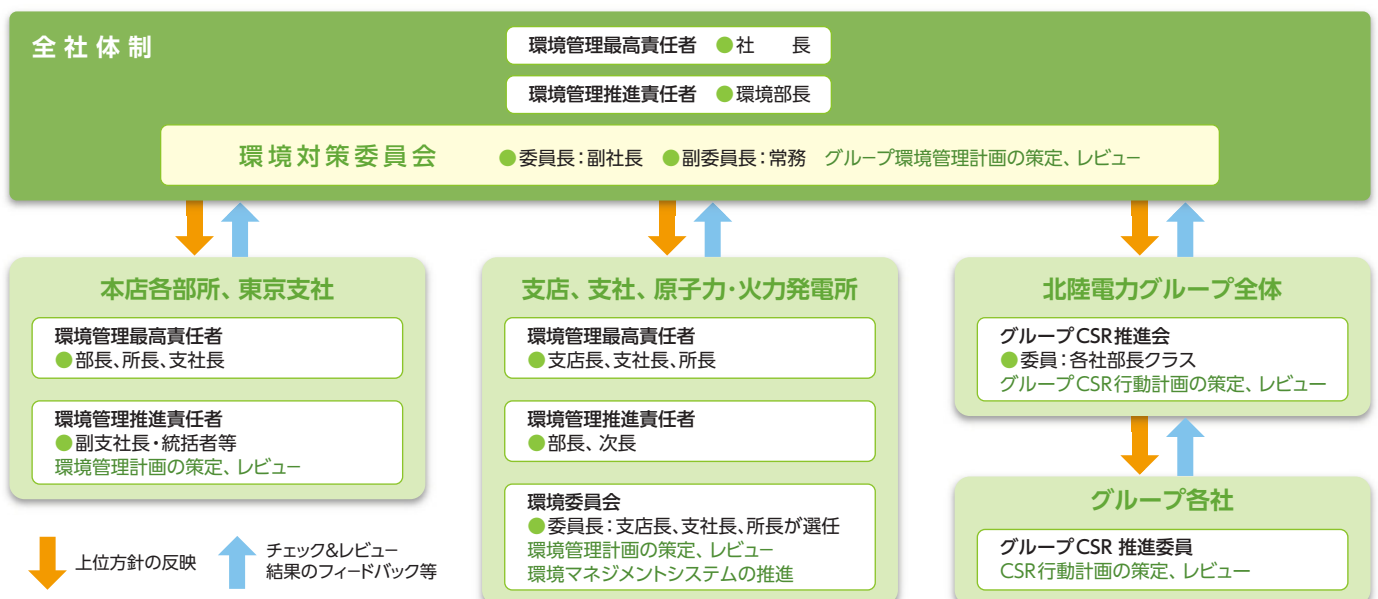 全社体制
環境管理最高責任者 ●社　長
環境管理推進責任者 ●環境部長
環境対策委員会 ●委員長：副社長 ●副委員長：常務 グループ環境管理計画の策定、レビュー
本店各部所、東京支社
環境管理最高責任者
●部長、所長、支社長
環境管理推進責任者
●副支社長・統括者等
環境管理計画の策定、レビュー
支店、支社、原子力・火力発電所
環境管理最高責任者
●支店長、支社長、所長
環境管理推進責任者
●部長、次長
環境委員会
●委員長：支店長、支社長、所長が選任
環境管理計画の策定、レビュー
環境マネジメントシステムの推進
北陸電力グループ全体
グループCSR推進会
●委員：各社部長クラス
グループCSR行動計画の策定、レビュー
グループ各社
グループCSR 推進委員
CSR行動計画の策定、レビュー
上位方針の反映
チェック&レビュー
結果のフィードバック等